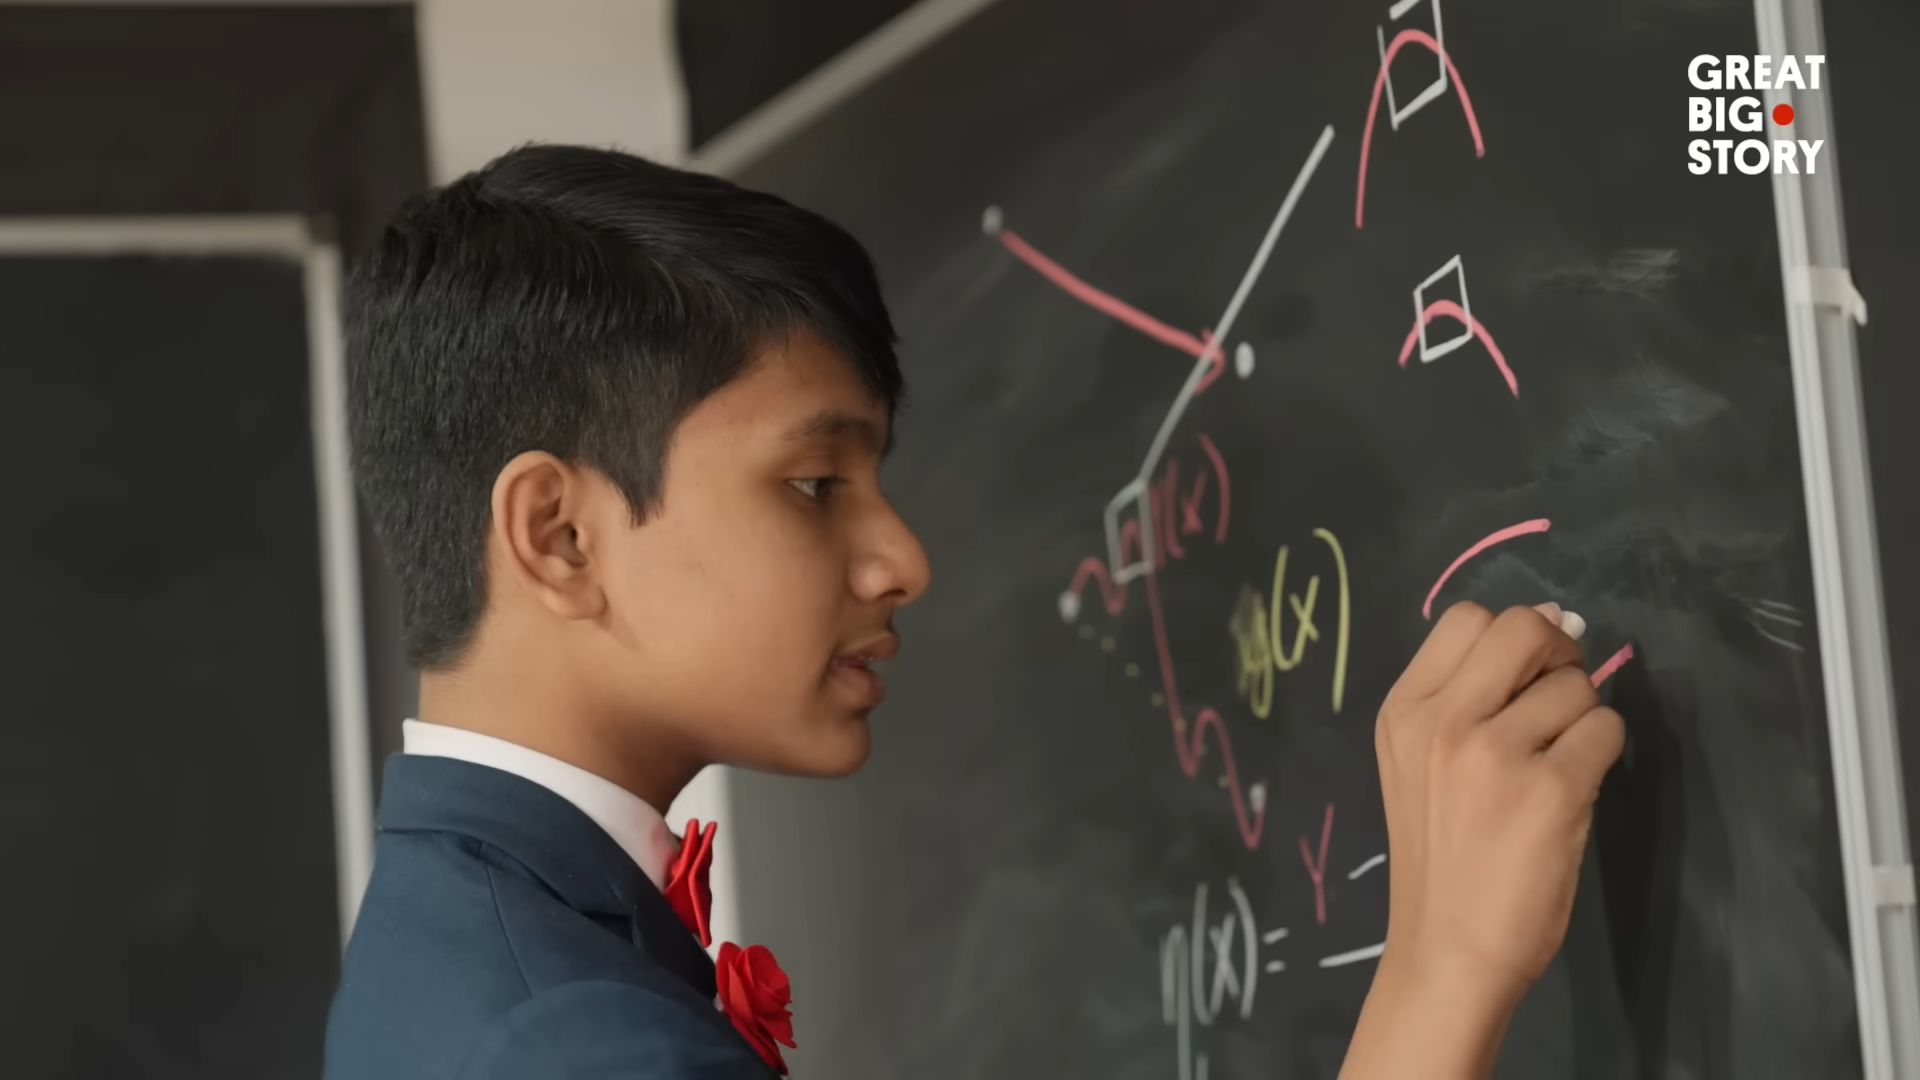 GREAT
BIG
STORY
η(x)
g(x)
Y -
η(x) =